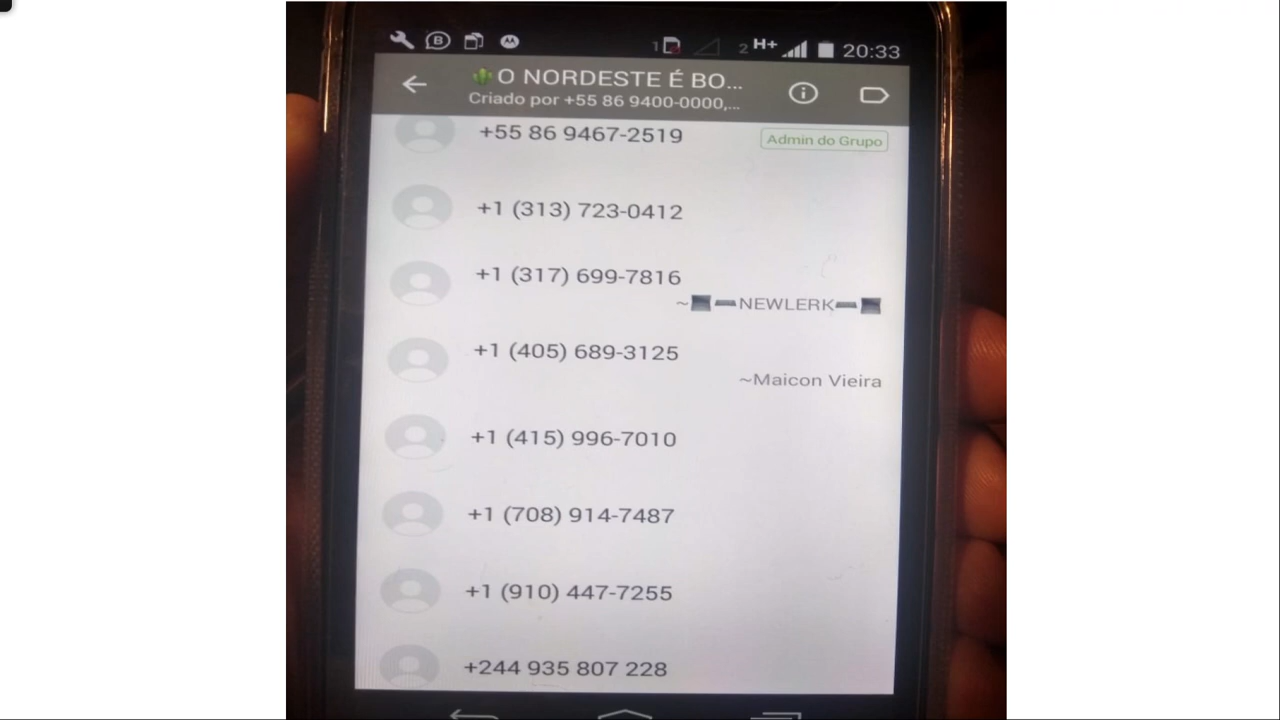 1 2 H+ 20:33
🌵O NORDESTE É BO...
Criado por +55 86 9400-0000,...
+55 86 9467-2519 Admin do Grupo
+1 (313) 723-0412
+1 (317) 699-7816
~💻➖NEWLERK➖💻
+1 (405) 689-3125
~Maicon Vieira
+1 (415) 996-7010
+1 (708) 914-7487
+1 (910) 447-7255
+244 935 807 228